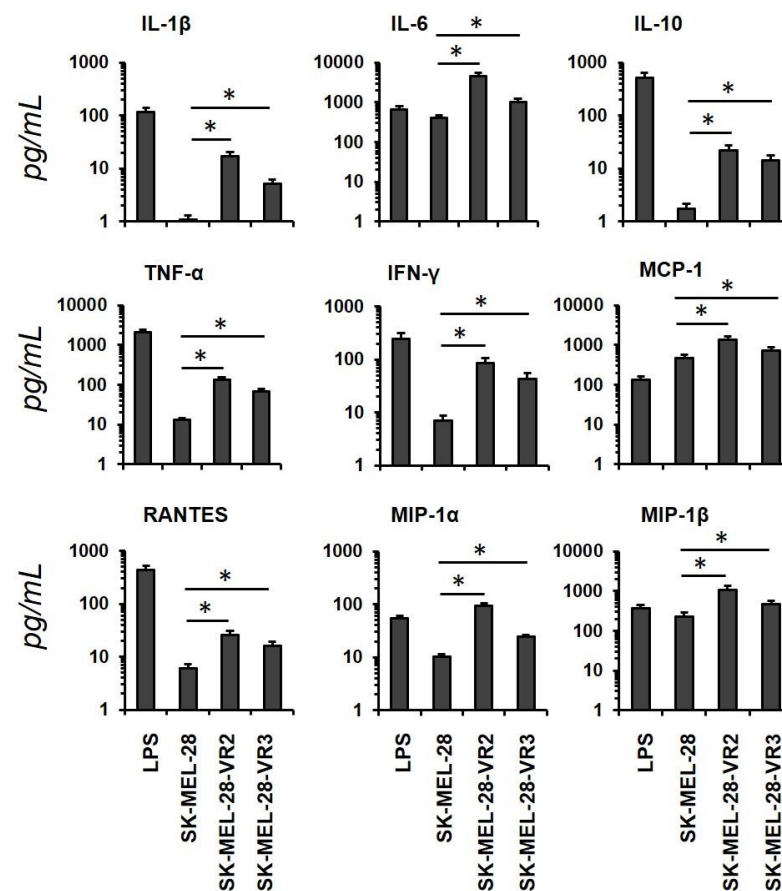 IL-1β
IL-6
IL-10
pg/mL
1000
100
10
1
*
*
10000
1000
100
10
1
*
*
1000
100
10
1
*
*
TNF-α
IFN-γ
MCP-1
pg/mL
10000
1000
100
10
1
*
*
1000
100
10
1
*
*
10000
1000
100
10
1
*
*
RANTES
MIP-1α
MIP-1β
pg/mL
1000
100
10
1
*
*
1000
100
10
1
*
*
10000
1000
100
10
1
*
*
LPS
SK-MEL-28
SK-MEL-28-VR2
SK-MEL-28-VR3
LPS
SK-MEL-28
SK-MEL-28-VR2
SK-MEL-28-VR3
LPS
SK-MEL-28
SK-MEL-28-VR2
SK-MEL-28-VR3